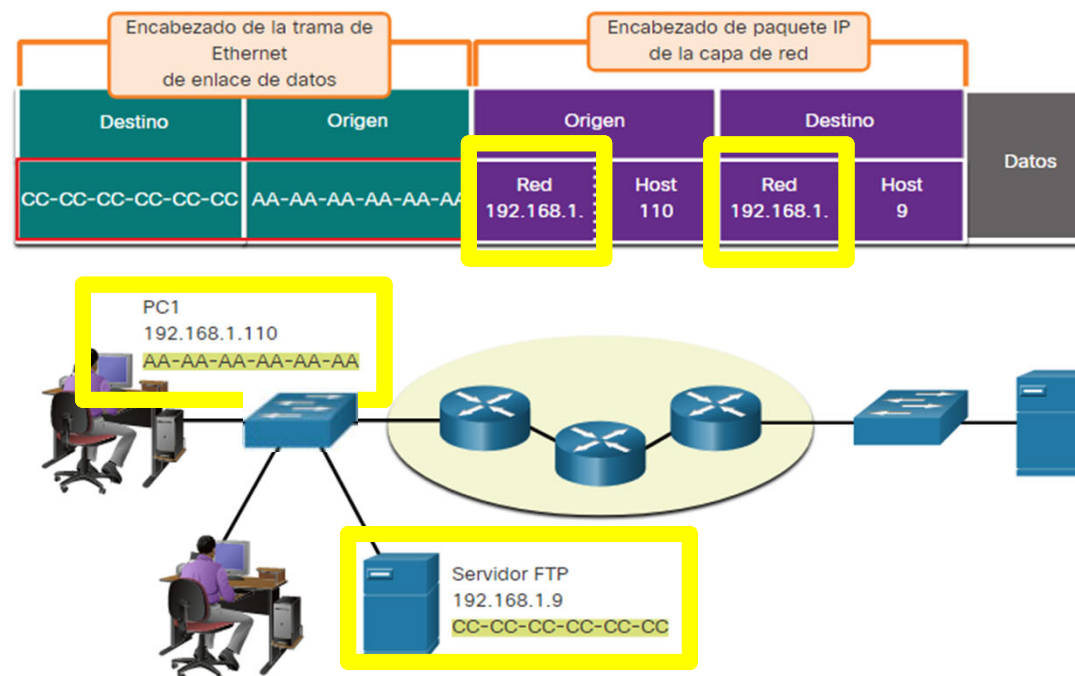 Encabezado de la trama de
Ethernet
de enlace de datos
Encabezado de paquete IP
de la capa de red
Destino
Origen
Origen
Destino
Datos
CC-CC-CC-CC-CC-CC
AA-AA-AA-AA-AA-AA
Red
192.168.1.
Host
110
Red
192.168.1.
Host
9
PC1
192.168.1.110
AA-AA-AA-AA-AA-AA
Servidor FTP
192.168.1.9
CC-CC-CC-CC-CC-CC